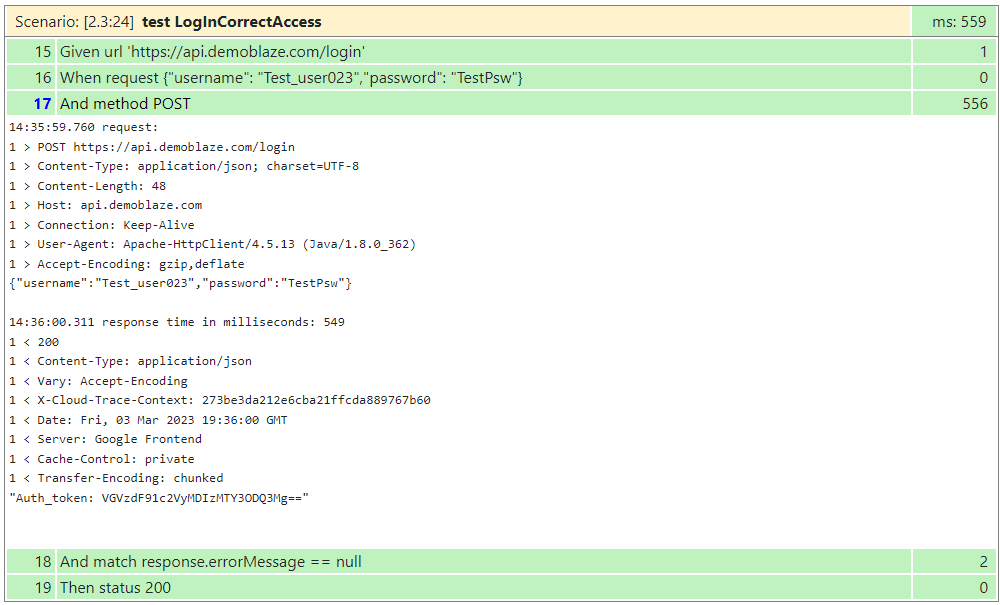 Scenario: [2.3:24] test LogInCorrectAccess ms: 559
15 Given url 'https://api.demoblaze.com/login' 1
16 When request {"username": "Test_user023","password": "TestPsw"} 0
17 And method POST 556
14:35:59.760 request:
1 > POST https://api.demoblaze.com/login
1 > Content-Type: application/json; charset=UTF-8
1 > Content-Length: 48
1 > Host: api.demoblaze.com
1 > Connection: Keep-Alive
1 > User-Agent: Apache-HttpClient/4.5.13 (Java/1.8.0_362)
1 > Accept-Encoding: gzip,deflate
{"username":"Test_user023","password":"TestPsw"}
14:36:00.311 response time in milliseconds: 549
1 < 200
1 < Content-Type: application/json
1 < Vary: Accept-Encoding
1 < X-Cloud-Trace-Context: 273be3da212e6cba21ffcda889767b60
1 < Date: Fri, 03 Mar 2023 19:36:00 GMT
1 < Server: Google Frontend
1 < Cache-Control: private
1 < Transfer-Encoding: chunked
"Auth_token: VGVzdF91c2VyMDIzMTY3ODQ3Mg=="
18 And match response.errorMessage == null 2
19 Then status 200 0